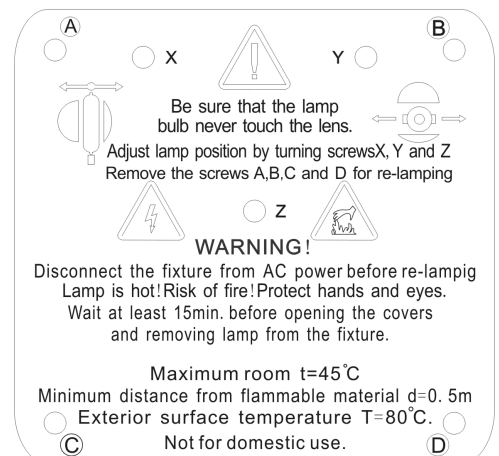 A
B
X
Y
Be sure that the lamp
bulb never touch the lens.
Adjust lamp position by turning screwsX, Y and Z
Remove the screws A,B,C and D for re-lamping
Z
WARNING!
Disconnect the fixture from AC power before re-lampig
Lamp is hot!Risk of fire!Protect hands and eyes.
Wait at least 15min. before opening the covers
and removing lamp from the fixture.
Maximum room t=45°C
Minimum distance from flammable material d=0. 5m
Exterior surface temperature T=80°C.
Not for domestic use.
C
D